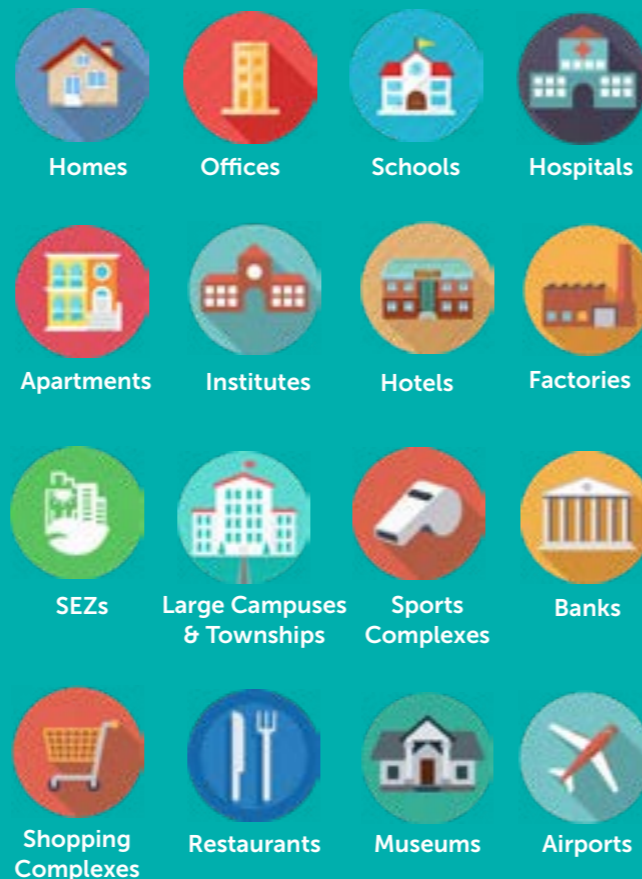 Homes
Offices
Schools
Hospitals
Apartments
Institutes
Hotels
Factories
SEZs
Large Campuses
& Townships
Sports
Complexes
Banks
Shopping
Complexes
Restaurants
Museums
Airports